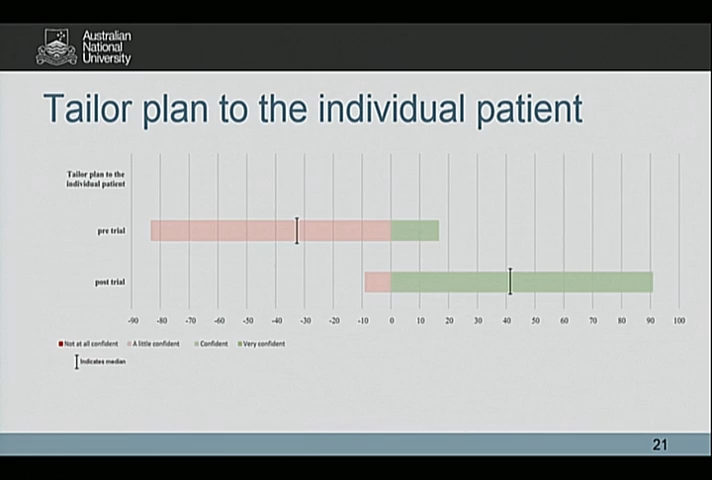 Australian
National
University
Tailor plan to the individual patient
Tailor plan to the
individual patient
pre trial
post trial
-90 -80 -70 -60 -50 -40 -30 -20 -10 0 10 20 30 40 50 60 70 80 90 100
Not at all confident A little confident Confident Very confident
Indicates median
21